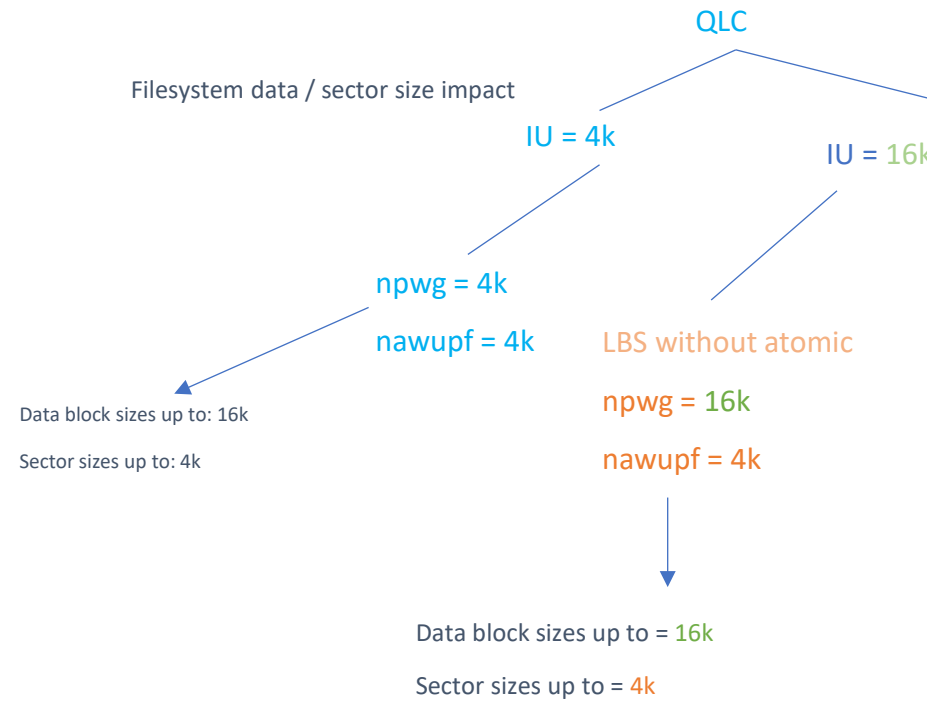 QLC
Filesystem data / sector size impact
IU = 4k
IU = 16k
npwg = 4k
nawupf = 4k
LBS without atomic
npwg = 16k
nawupf = 4k
Data block sizes up to: 16k
Sector sizes up to: 4k
Data block sizes up to = 16k
Sector sizes up to = 4k